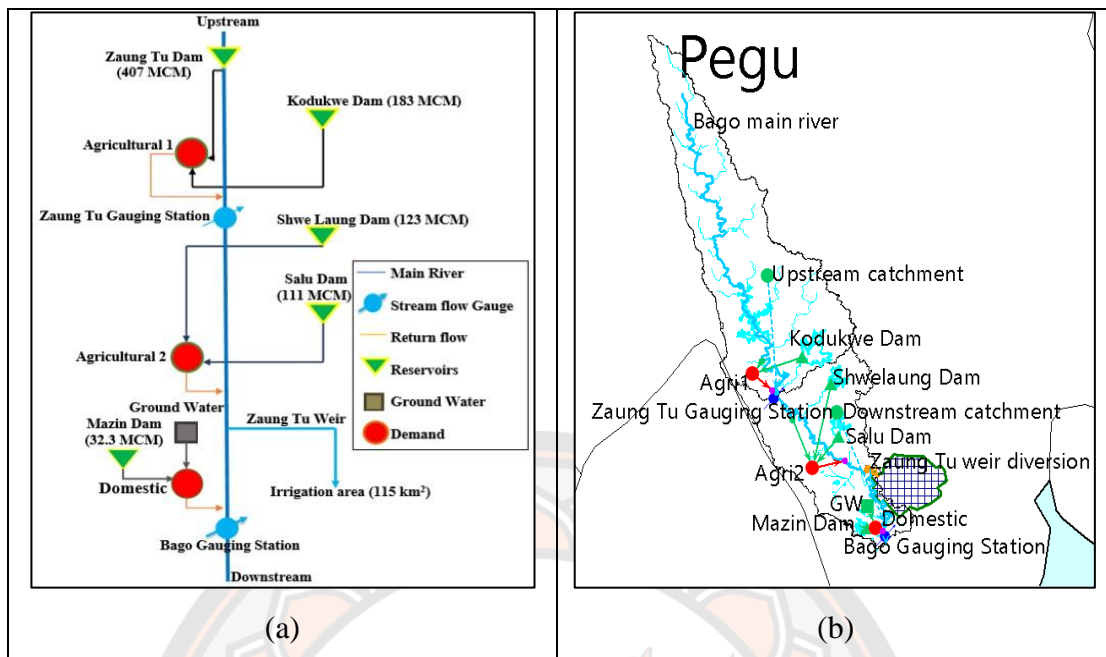 Upstream
Zaung Tu Dam
(407 MCM)
Kodukwe Dam (183 MCM)
Agricultural 1
Zaung Tu Gauging Station
Shwe Laung Dam (123 MCM)
Salu Dam
(111 MCM)
Agricultural 2
Ground Water
Mazin Dam
(32.3 MCM)
Domestic
Zaung Tu Weir
Irrigation area (115 km²)
Bago Gauging Station
Downstream
Main River
Stream flow Gauge
Return flow
Reservoirs
Ground Water
Demand
(a)
Pegu
Bago main river
Upstream catchment
Kodukwe Dam
Agri1
Shwelaung Dam
Zaung Tu Gauging Station
Downstream catchment
Salu Dam
Agri2
Zaung Tu weir diversion
GW
Mazin Dam
Domestic
Bago Gauging Station
(b)